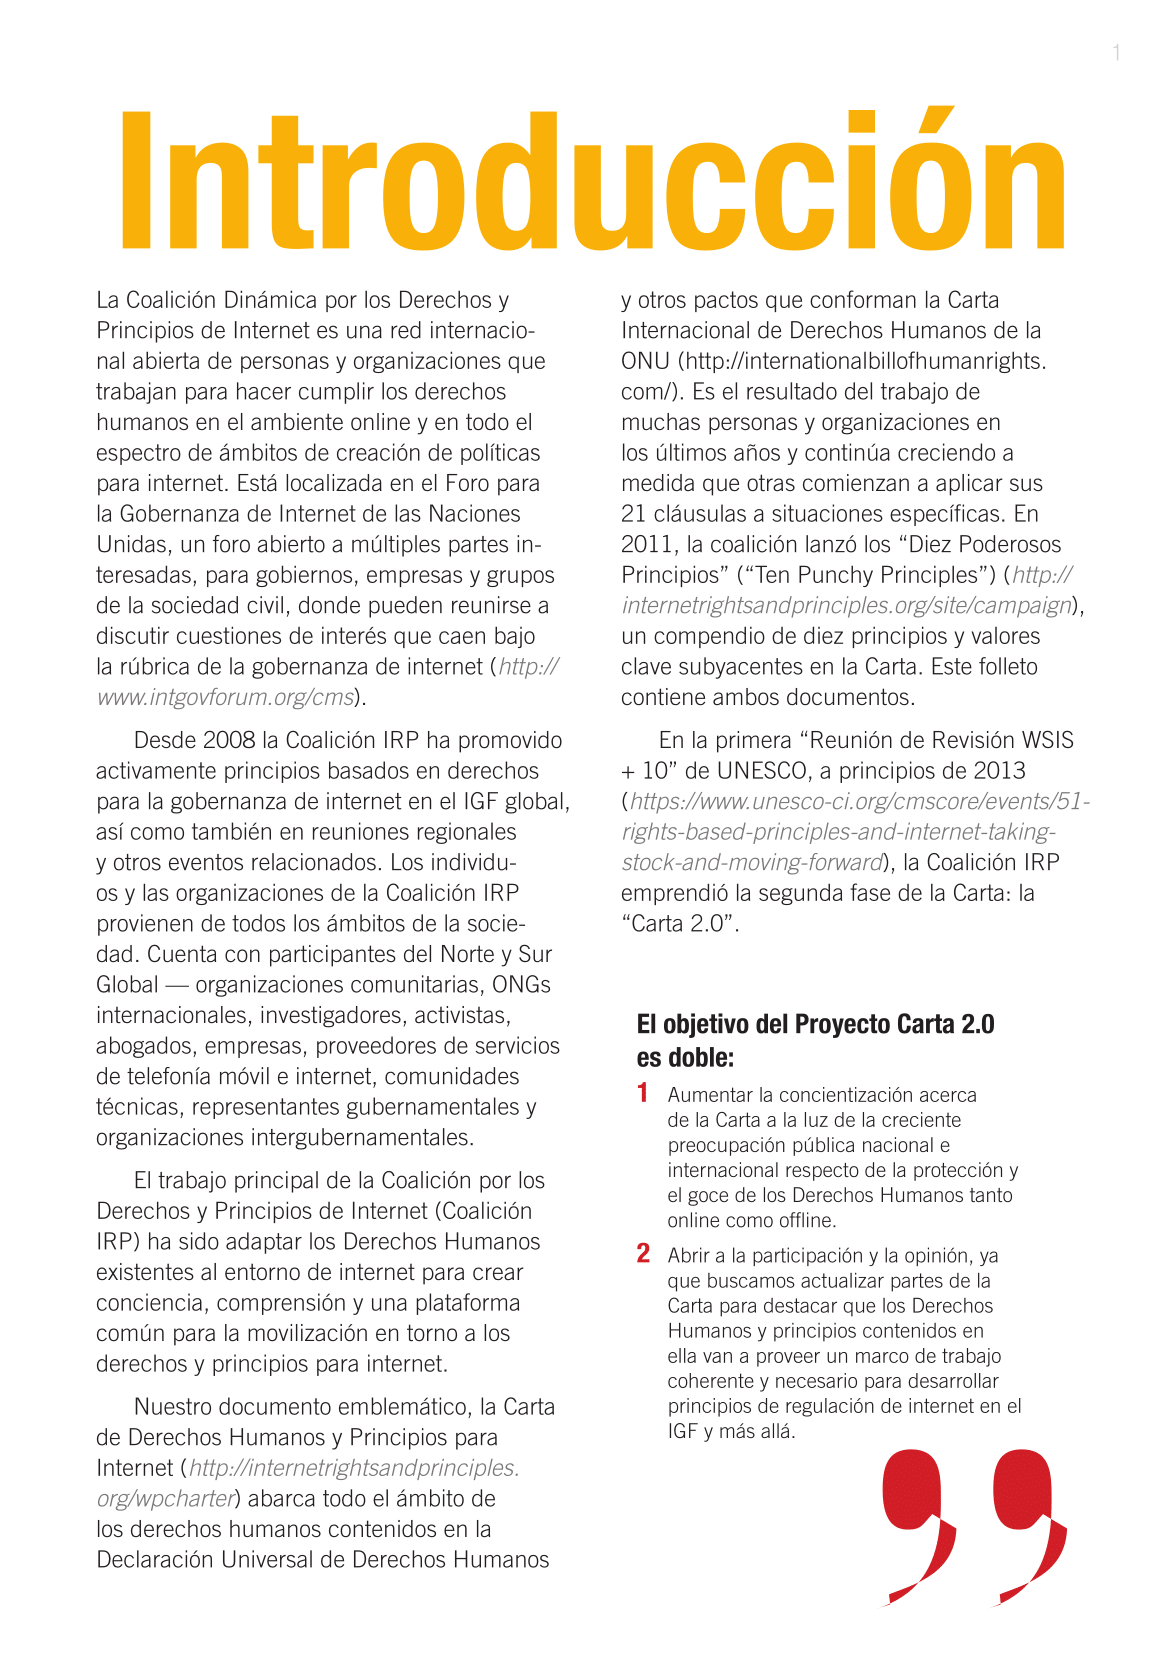 1
Introducción
La Coalición Dinámica por los Derechos y
Principios de Internet es una red internacio-
nal abierta de personas y organizaciones que
trabajan para hacer cumplir los derechos
humanos en el ambiente online y en todo el
espectro de ámbitos de creación de políticas
para internet. Está localizada en el Foro para
la Gobernanza de Internet de las Naciones
Unidas, un foro abierto a múltiples partes in-
teresadas, para gobiernos, empresas y grupos
de la sociedad civil, donde pueden reunirse a
discutir cuestiones de interés que caen bajo
la rúbrica de la gobernanza de internet (http://
www.intgovforum.org/cms).
Desde 2008 la Coalición IRP ha promovido
activamente principios basados en derechos
para la gobernanza de internet en el IGF global,
así como también en reuniones regionales
y otros eventos relacionados. Los individu-
os y las organizaciones de la Coalición IRP
provienen de todos los ámbitos de la socie-
dad. Cuenta con participantes del Norte y Sur
Global — organizaciones comunitarias, ONGs
internacionales, investigadores, activistas,
abogados, empresas, proveedores de servicios
de telefonía móvil e internet, comunidades
técnicas, representantes gubernamentales y
organizaciones intergubernamentales.
El trabajo principal de la Coalición por los
Derechos y Principios de Internet (Coalición
IRP) ha sido adaptar los Derechos Humanos
existentes al entorno de internet para crear
conciencia, comprensión y una plataforma
común para la movilización en torno a los
derechos y principios para internet.
Nuestro documento emblemático, la Carta
de Derechos Humanos y Principios para
Internet (http://internetrightsandprinciples.
org/wpcharter) abarca todo el ámbito de
los derechos humanos contenidos en la
Declaración Universal de Derechos Humanos
y otros pactos que conforman la Carta
Internacional de Derechos Humanos de la
ONU (http://internationalbillofhumanrights.
com/). Es el resultado del trabajo de
muchas personas y organizaciones en
los últimos años y continúa creciendo a
medida que otras comienzan a aplicar sus
21 cláusulas a situaciones específicas. En
2011, la coalición lanzó los “Diez Poderosos
Principios” (“Ten Punchy Principles”) (http://
internetrightsandprinciples.org/site/campaign),
un compendio de diez principios y valores
clave subyacentes en la Carta. Este folleto
contiene ambos documentos.
En la primera “Reunión de Revisión WSIS
+ 10” de UNESCO, a principios de 2013
(https://www.unesco-ci.org/cmscore/events/51-
rights-based-principles-and-internet-taking-
stock-and-moving-forward), la Coalición IRP
emprendió la segunda fase de la Carta: la
“Carta 2.0”.
El objetivo del Proyecto Carta 2.0
es doble:
1 Aumentar la concientización acerca
de la Carta a la luz de la creciente
preocupación pública nacional e
internacional respecto de la protección y
el goce de los Derechos Humanos tanto
online como offline.
2 Abrir a la participación y la opinión, ya
que buscamos actualizar partes de la
Carta para destacar que los Derechos
Humanos y principios contenidos en
ella van a proveer un marco de trabajo
coherente y necesario para desarrollar
principios de regulación de internet en el
IGF y más allá.